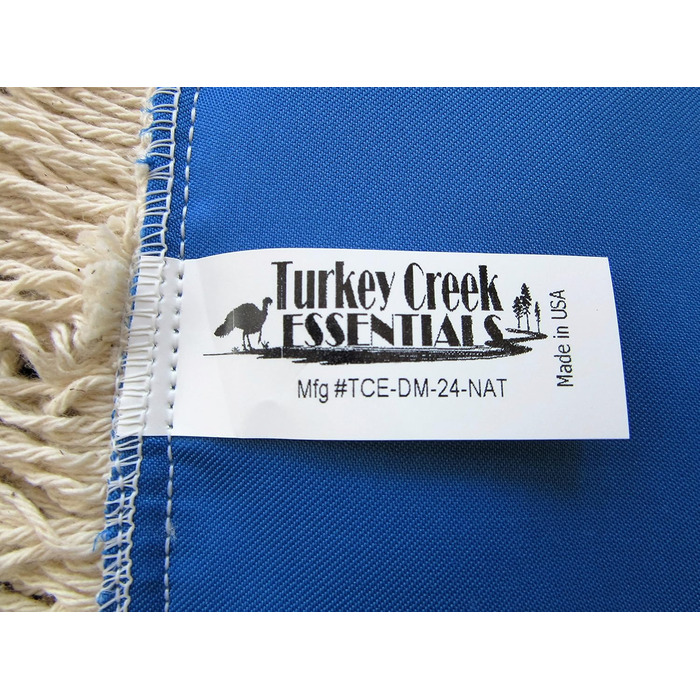 Turkey Creek
ESSENTIALS
Mfg #TCE-DM-24-NAT
Made in USA